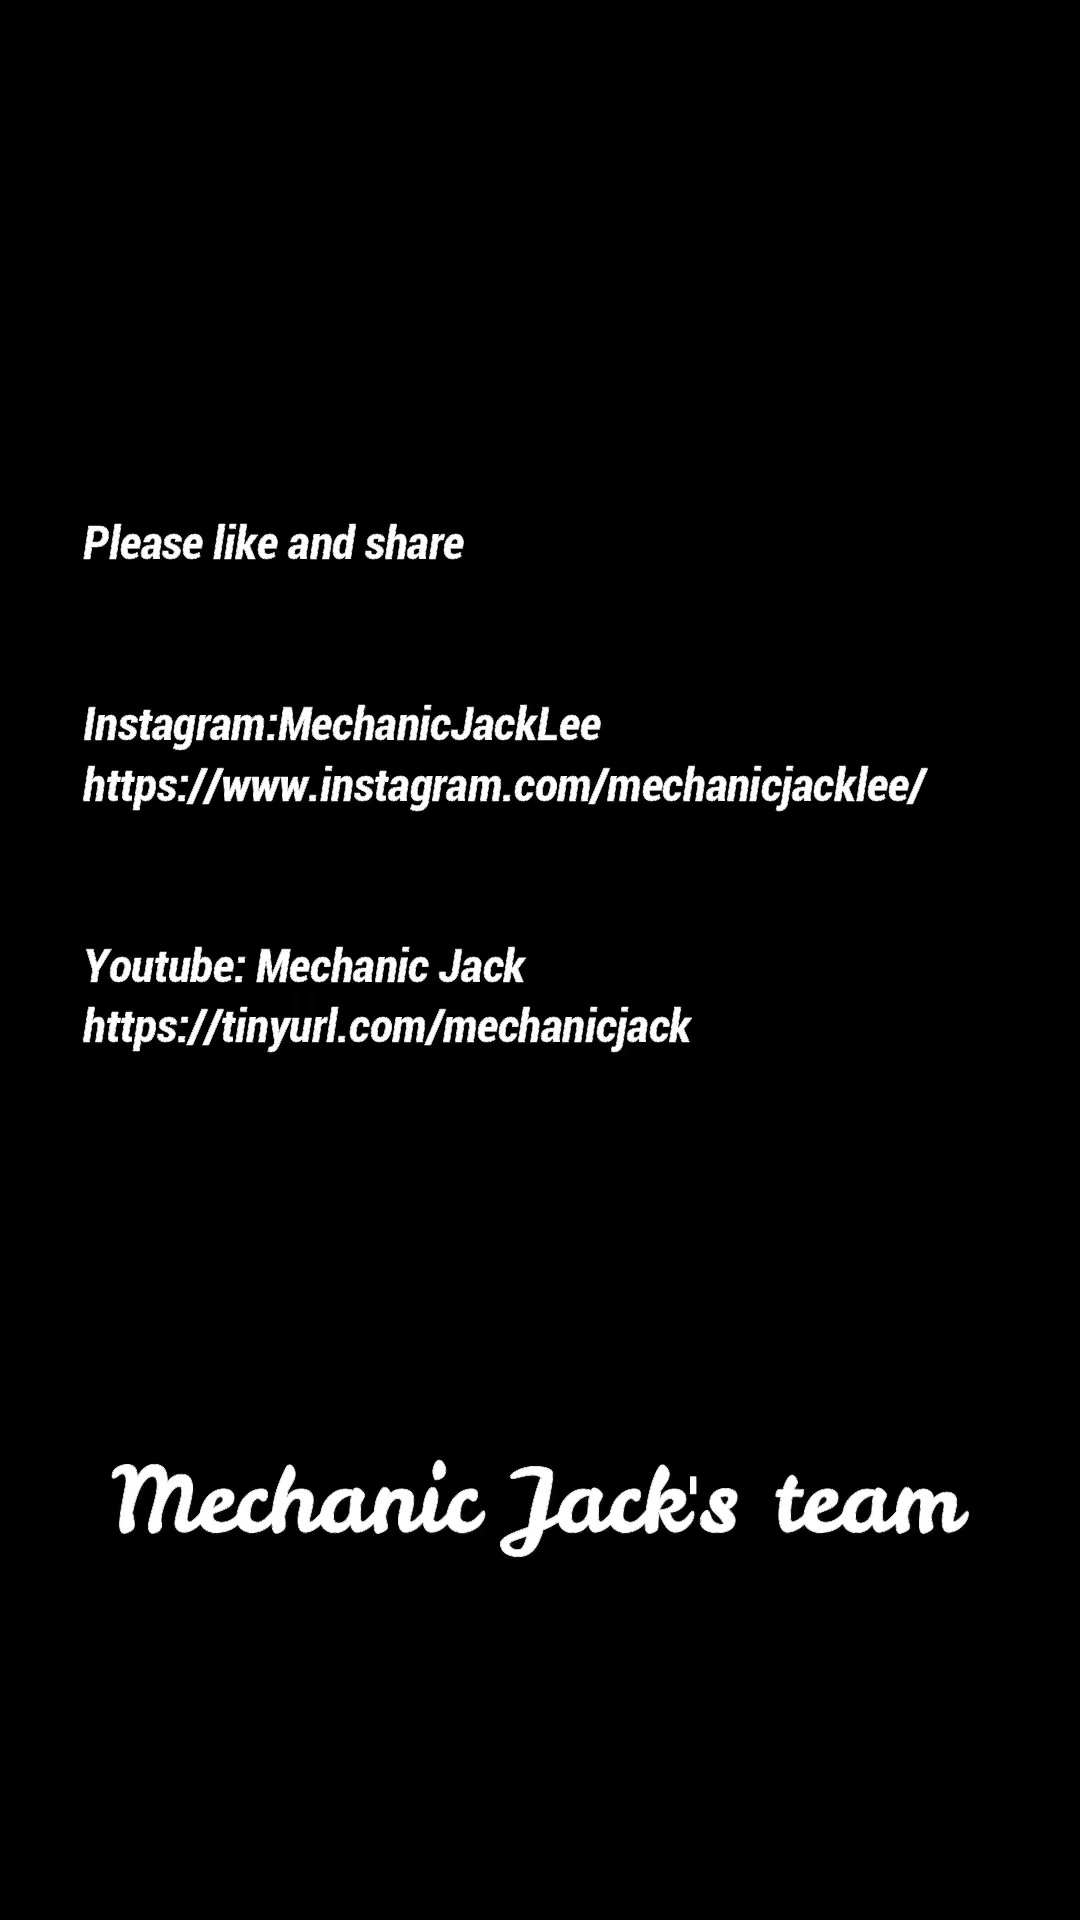 Please like and share
Instagram:MechanicJackLee
https://www.instagram.com/mechanicjacklee/
Youtube: Mechanic Jack
https://tinyurl.com/mechanicjack
Mechanic Jack's team